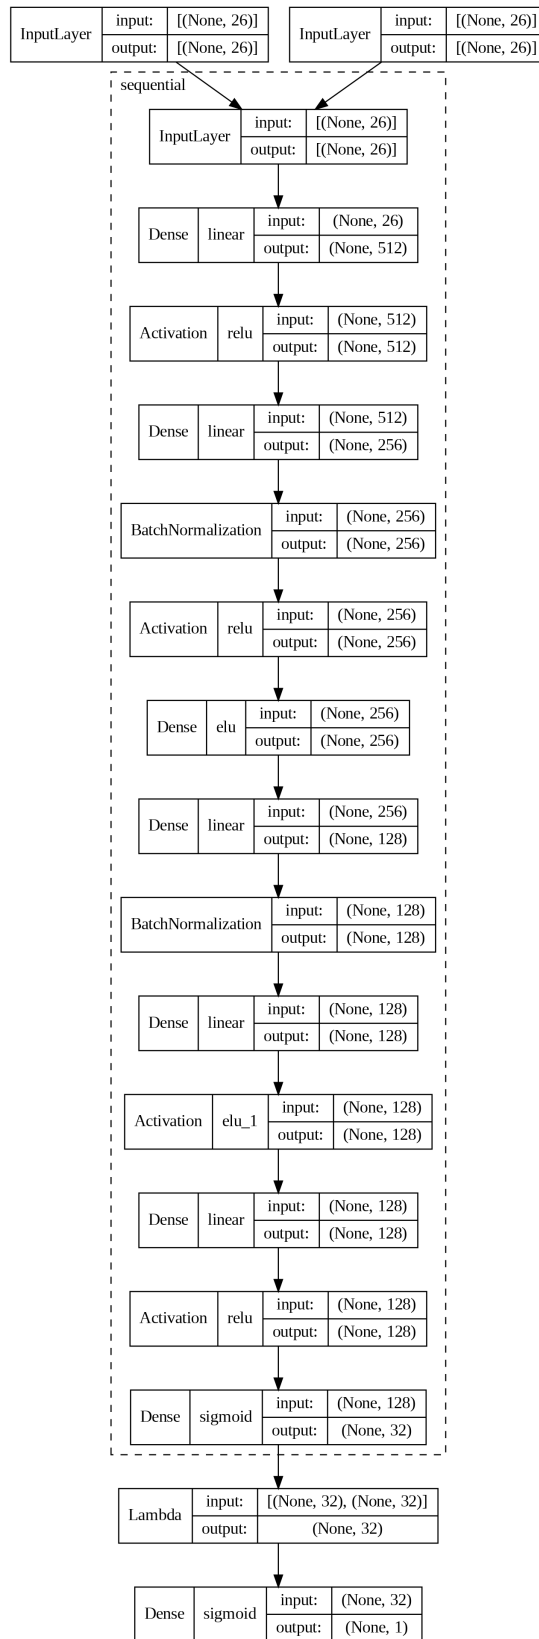 InputLayer input: [(None, 26)]
output: [(None, 26)]
InputLayer input: [(None, 26)]
output: [(None, 26)]
sequential
InputLayer input: [(None, 26)]
output: [(None, 26)]
Dense linear input: (None, 26)
output: (None, 512)
Activation relu input: (None, 512)
output: (None, 512)
Dense linear input: (None, 512)
output: (None, 256)
BatchNormalization input: (None, 256)
output: (None, 256)
Activation relu input: (None, 256)
output: (None, 256)
Dense elu input: (None, 256)
output: (None, 256)
Dense linear input: (None, 256)
output: (None, 128)
BatchNormalization input: (None, 128)
output: (None, 128)
Dense linear input: (None, 128)
output: (None, 128)
Activation elu_1 input: (None, 128)
output: (None, 128)
Dense linear input: (None, 128)
output: (None, 128)
Activation relu input: (None, 128)
output: (None, 128)
Dense sigmoid input: (None, 128)
output: (None, 32)
Lambda input: [(None, 32), (None, 32)]
output: (None, 32)
Dense sigmoid input: (None, 32)
output: (None, 1)